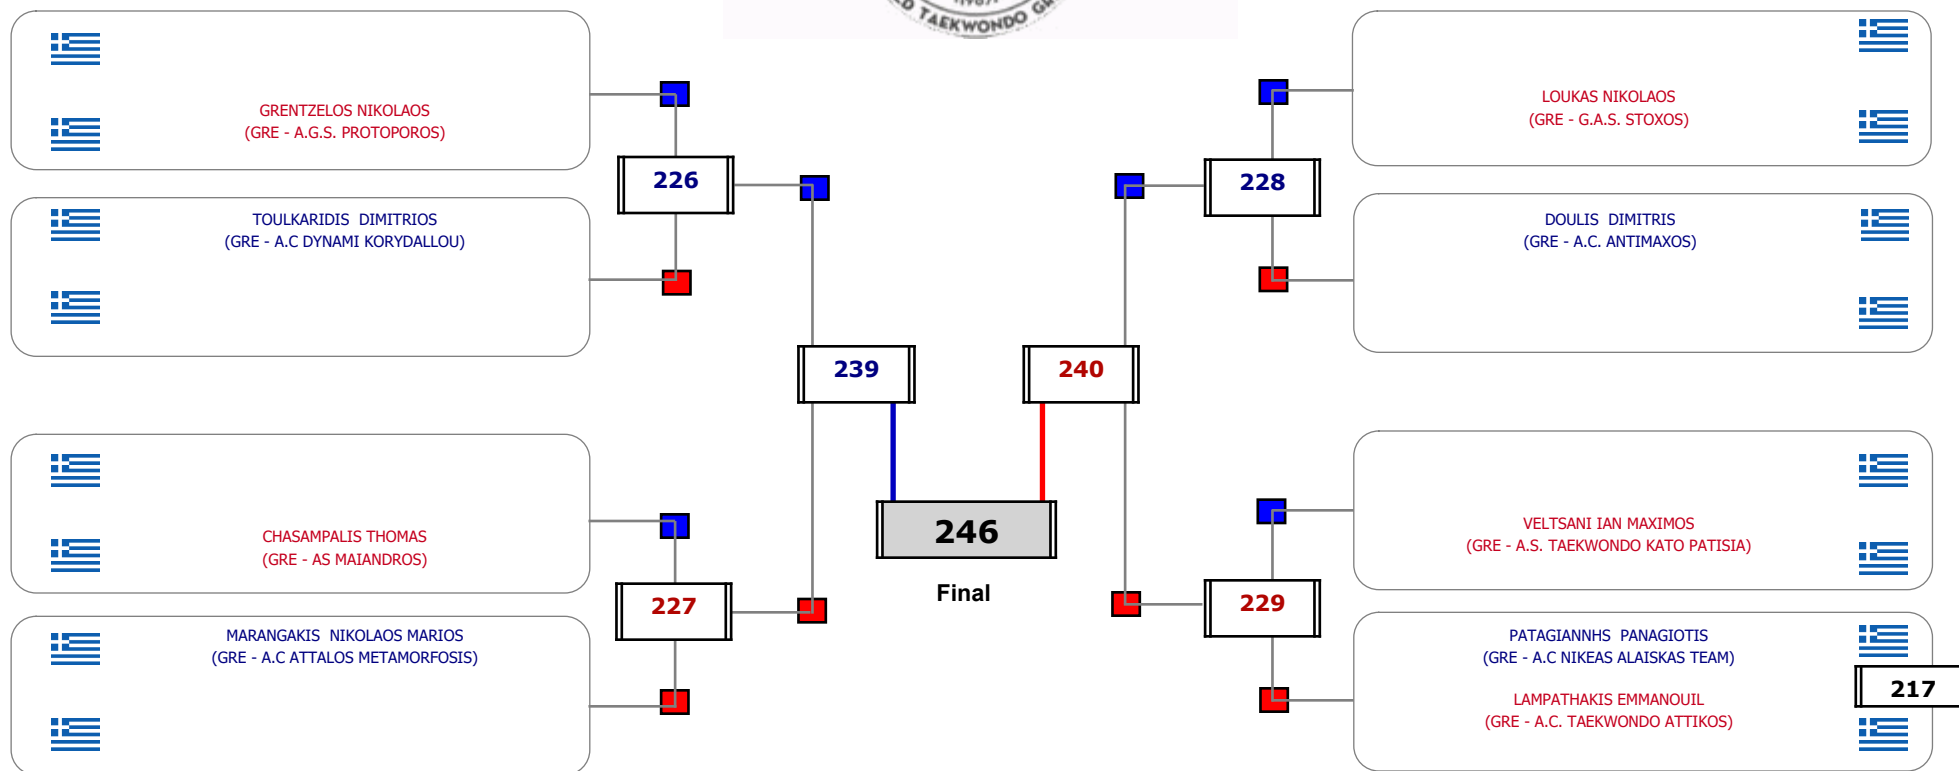 TAEKWONDO
GRENTZELOS NIKOLAOS
(GRE - A.G.S. PROTOPOROS)
226
TOULKARIDIS  DIMITRIOS
(GRE - A.C DYNAMI KORYDALLOU)
239
CHASAMPALIS THOMAS
(GRE - AS MAIANDROS)
227
MARANGAKIS  NIKOLAOS MARIOS
(GRE - A.C ATTALOS METAMORFOSIS)
246
Final
LOUKAS NIKOLAOS
(GRE - G.A.S. STOXOS)
228
DOULIS  DIMITRIS
(GRE - A.C. ANTIMAXOS)
240
VELTSANI IAN MAXIMOS
(GRE - A.S. TAEKWONDO KATO PATISIA)
229
PATAGIANNHS  PANAGIOTIS
(GRE - A.C NIKEAS ALAISKAS TEAM)
217
LAMPATHAKIS EMMANOUIL
(GRE - A.C. TAEKWONDO ATTIKOS)